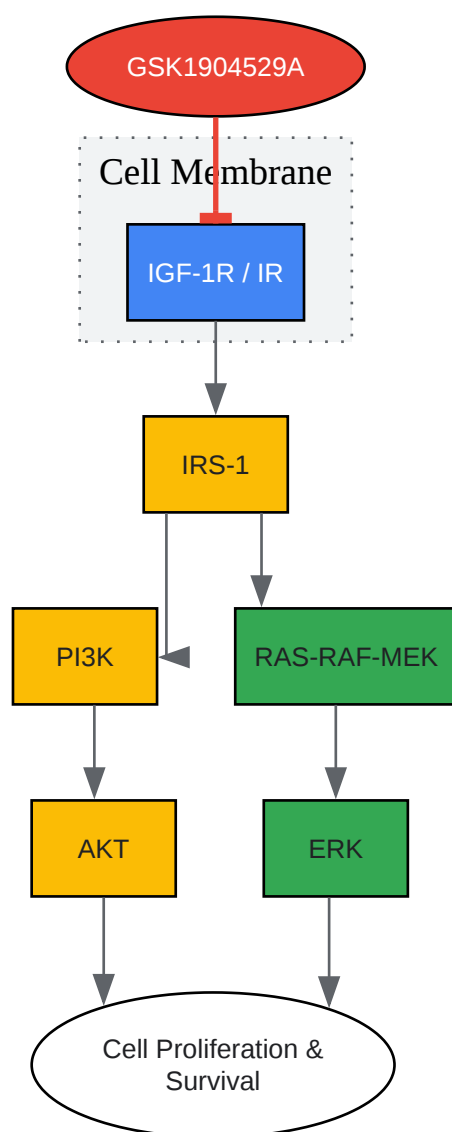 GSK1904529A
Cell Membrane
IGF-1R / IR
IRS-1
PI3K
RAS-RAF-MEK
AKT
ERK
Cell Proliferation &
Survival